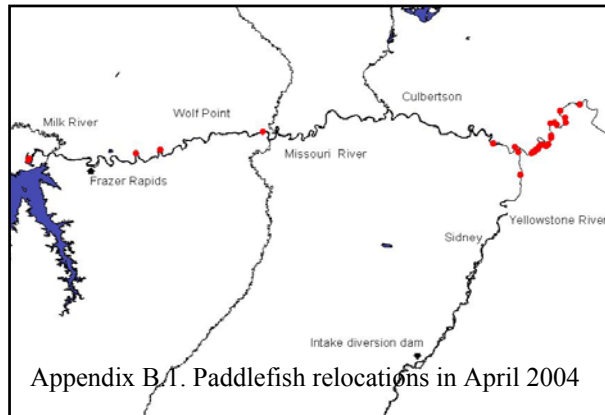 Culbertson
Wolf Point
Milk River
Missouri River
Frazer Rapids
Yellowstone River
Sidney
Intake diversion dam
Appendix B.1. Paddlefish relocations in April 2004